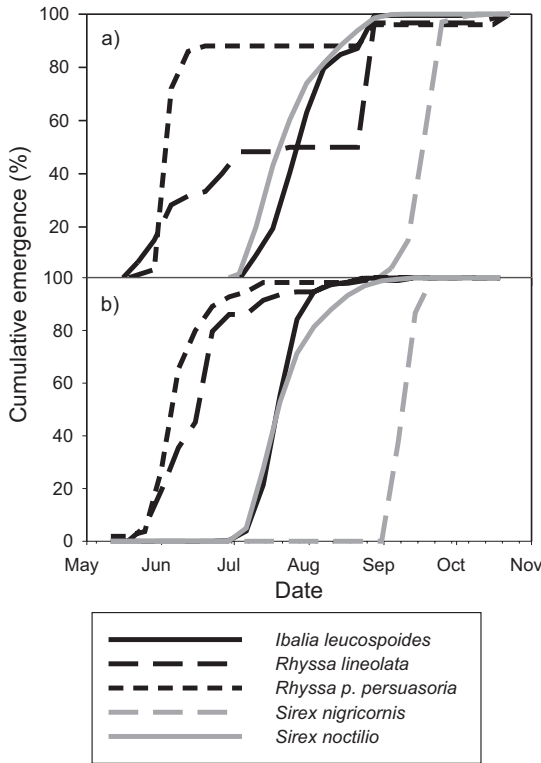 Cumulative emergence (%)
100
a)
80
60
40
20
100
b)
80
60
40
20
0
May Jun Jul Aug Sep Oct Nov
Date
Ibalia leucospoides
Rhyssa lineolata
Rhyssa p. persuasoria
Sirex nigricornis
Sirex noctilio